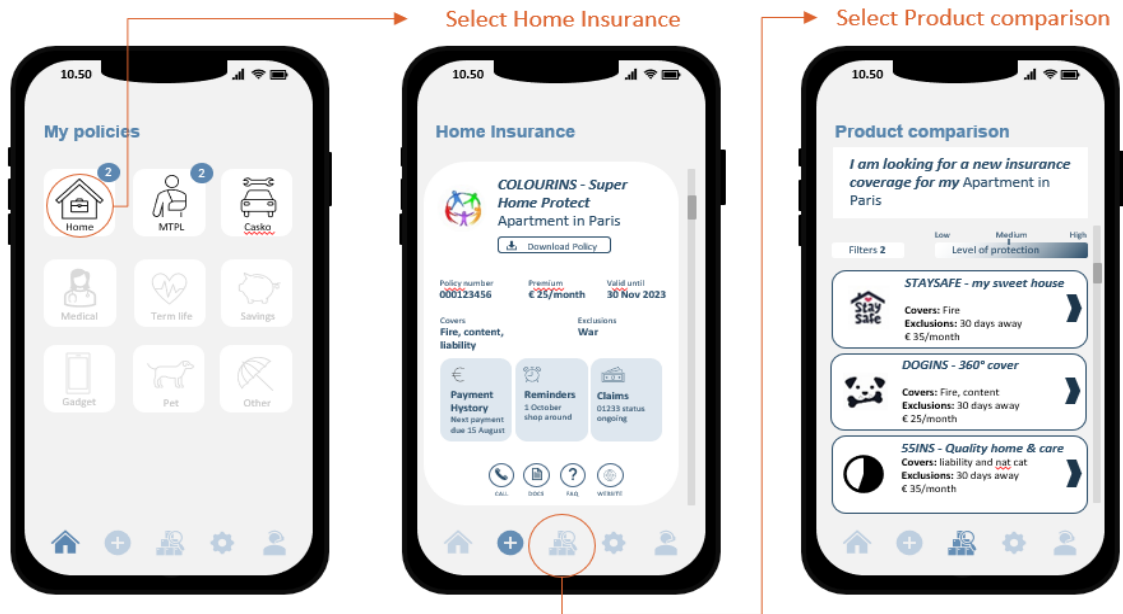 Select Home Insurance
Select Product comparison
10.50
My policies
2
2
Home
MTPL
Casko
Medical
Term life
Savings
Gadget
Pet
Other
10.50
Home Insurance
COLOURINS - Super
Home Protect
Apartment in Paris
Download Policy
Policy number
000123456
Premium
€ 25/month
Valid until
30 Nov 2023
Covers
Fire, content,
liability
Exclusions
War
€
Payment
Hystory
Next payment
due 15 August
Reminders
1 October
shop around
Claims
01233 status
ongoing
?
CALL
DOCS
FAQ
WEBSITE
10.50
Product comparison
I am looking for a new insurance
coverage for my Apartment in
Paris
Low
Medium
High
Filters 2
Level of protection
Stay
Safe
STAYSAFE - my sweet house
Covers: Fire
Exclusions: 30 days away
€ 35/month
DOGINS - 360° cover
Covers: Fire, content
Exclusions: 30 days away
€ 25/month
55INS - Quality home & care
Covers: liability and nat cat
Exclusions: 30 days away
€ 35/month